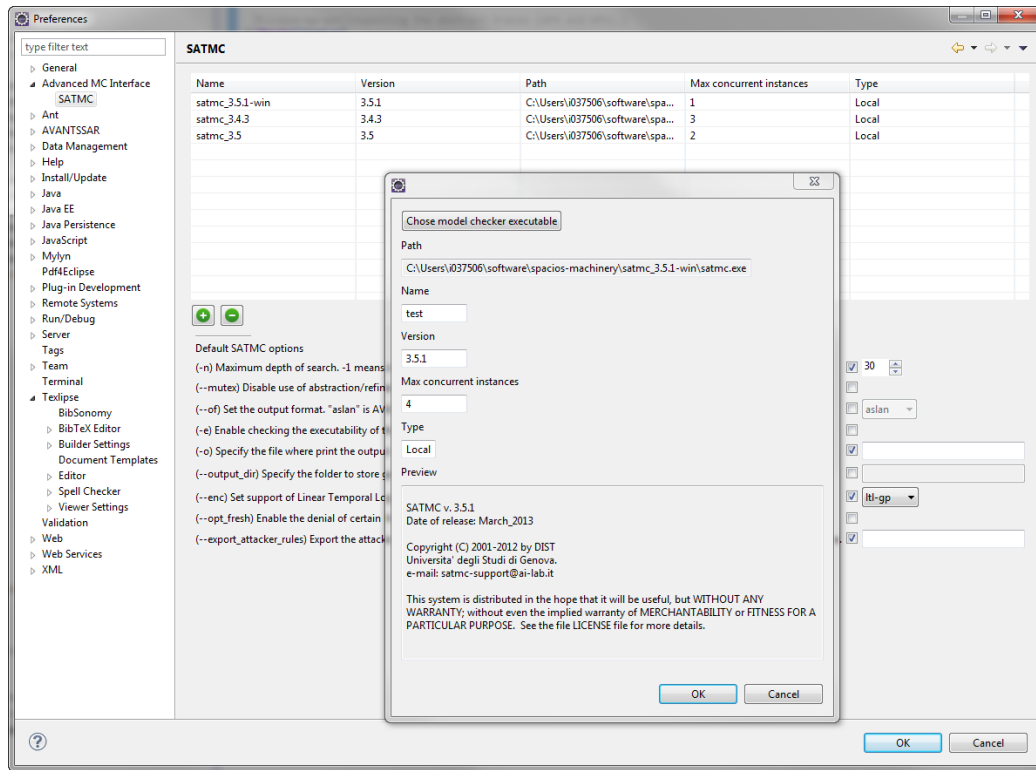 Preferences
type filter text
General
Advanced MC Interface
SATMC
Ant
AVANTSSAR
Data Management
Help
Install/Update
Java
Java EE
Java Persistence
JavaScript
Mylyn
Pdf4Eclipse
Plug-in Development
Remote Systems
Run/Debug
Server
Tags
Team
Terminal
Texlipse
BibSonomy
BibTeX Editor
Builder Settings
Document Templates
Editor
Spell Checker
Viewer Settings
Validation
Web
Web Services
XML
SATMC
Name Version Path Max concurrent instances Type
satmc_3.5.1-win 3.5.1 C:\Users\i037506\software\spa... 1 Local
satmc_3.4.3 3.4.3 C:\Users\i037506\software\spa... 3 Local
satmc_3.5 3.5 C:\Users\i037506\software\spa... 2 Local
Default SATMC options
(-n) Maximum depth of search. -1 means 30
(--mutex) Disable use of abstraction/refin
(--of) Set the output format. "aslan" is AV aslan
(-e) Enable checking the executability of t
(-o) Specify the file where print the outpu
(--output_dir) Specify the folder to store
(--enc) Set support of Linear Temporal Lo ltl-gp
(--opt_fresh) Enable the denial of certain
(--export_attacker_rules) Export the attack
Chose model checker executable
Path
C:\Users\i037506\software\spacios-machinery\satmc_3.5.1-win\satmc.exe
Name
test
Version
3.5.1
Max concurrent instances
4
Type
Local
Preview
SATMC v. 3.5.1
Date of release: March_2013
Copyright (C) 2001-2012 by DIST
Universita' degli Studi di Genova.
e-mail: satmc-support@ai-lab.it
This system is distributed in the hope that it will be useful, but WITHOUT ANY
WARRANTY; without even the implied warranty of MERCHANTABILITY or FITNESS FOR A
PARTICULAR PURPOSE. See the file LICENSE file for more details.
OK Cancel
OK Cancel